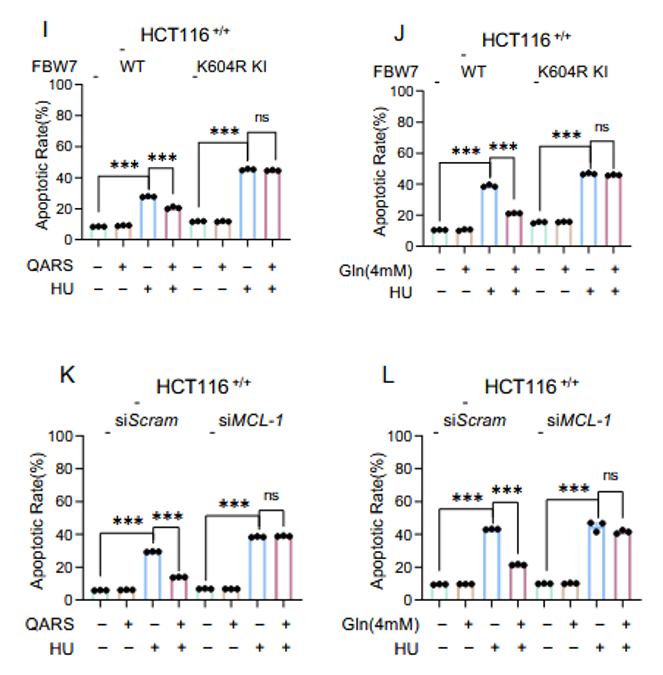 I
HCT116 +/+
FBW7 WT K604R KI
Apoptotic Rate(%)
100
80
60
40
20
0
*** *** *** ns
QARS − + − + − + − +
HU − − + + − − + +
J
HCT116 +/+
FBW7 WT K604R KI
Apoptotic Rate(%)
100
80
60
40
20
0
*** *** *** ns
Gln(4mM) − + − + − + − +
HU − − + + − − + +
K
HCT116 +/+
siScram siMCL-1
Apoptotic Rate(%)
100
80
60
40
20
0
*** *** *** ns
QARS − + − + − + − +
HU − − + + − − + +
L
HCT116 +/+
siScram siMCL-1
Apoptotic Rate(%)
100
80
60
40
20
0
*** *** *** ns
Gln(4mM) − + − + − + − +
HU − − + + − − + +